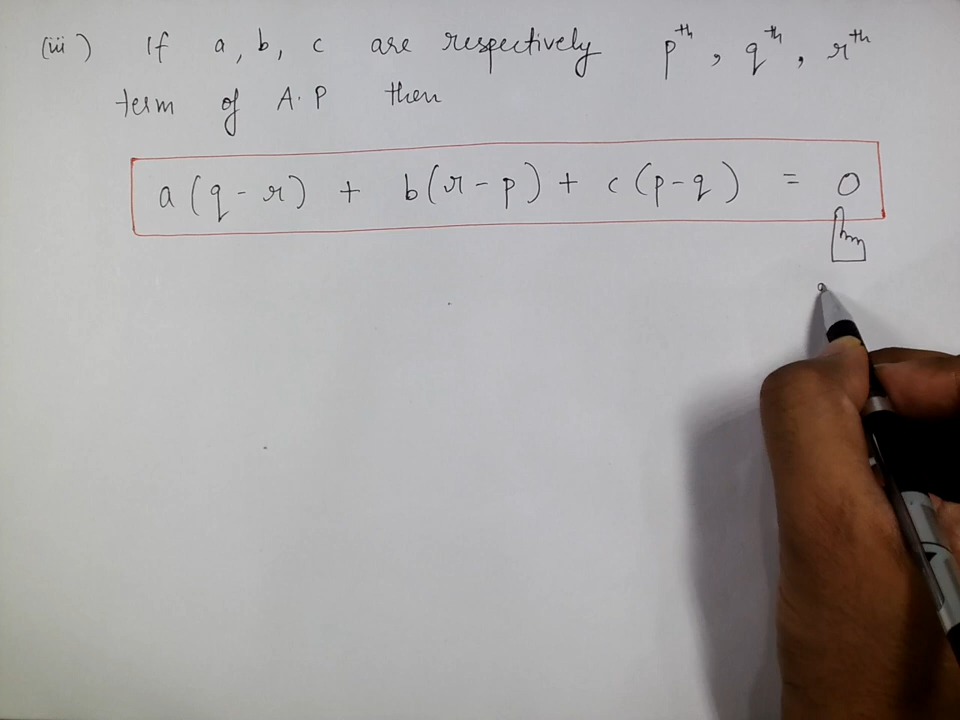 (iii) If a, b, c are respectively pᵗʰ, qᵗʰ, rᵗʰ
term of A.P then
a(q-r) + b(r-p) + c(p-q) = 0